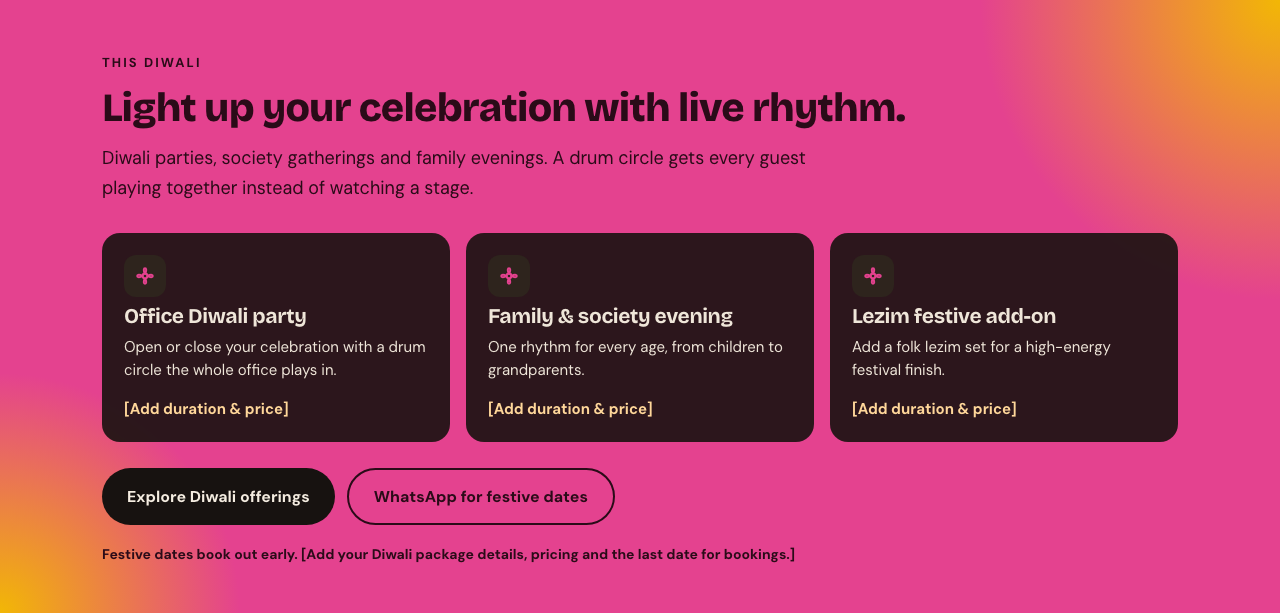 THIS DIWALI
Light up your celebration with live rhythm.
Diwali parties, society gatherings and family evenings. A drum circle gets every guest
playing together instead of watching a stage.
Office Diwali party
Open or close your celebration with a drum
circle the whole office plays in.
[Add duration & price]
Family & society evening
One rhythm for every age, from children to
grandparents.
[Add duration & price]
Lezim festive add-on
Add a folk lezim set for a high-energy
festival finish.
[Add duration & price]
Explore Diwali offerings
WhatsApp for festive dates
Festive dates book out early. [Add your Diwali package details, pricing and the last date for bookings.]